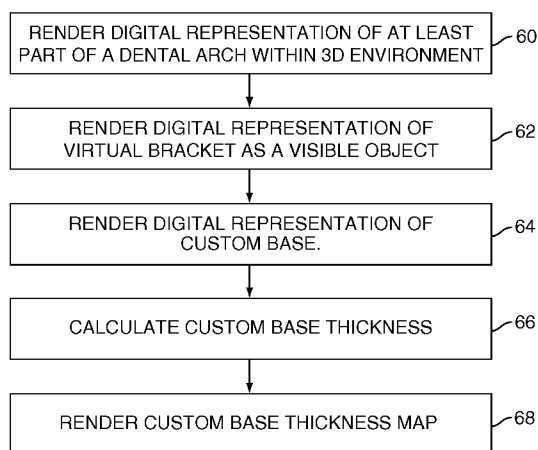 RENDER DIGITAL REPRESENTATION OF AT LEAST
PART OF A DENTAL ARCH WITHIN 3D ENVIRONMENT
60
RENDER DIGITAL REPRESENTATION OF
VIRTUAL BRACKET AS A VISIBLE OBJECT
62
RENDER DIGITAL REPRESENTATION OF
CUSTOM BASE.
64
CALCULATE CUSTOM BASE THICKNESS
66
RENDER CUSTOM BASE THICKNESS MAP
68